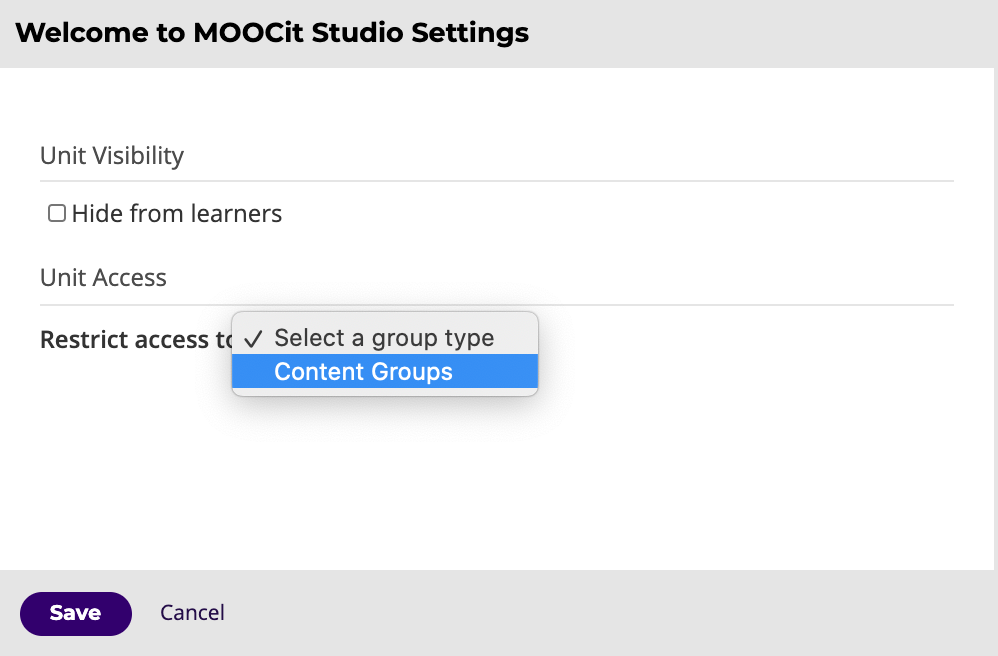 Welcome to MOOCit Studio Settings
Unit Visibility
Hide from learners
Unit Access
Restrict access to
✓ Select a group type
Content Groups
Save
Cancel